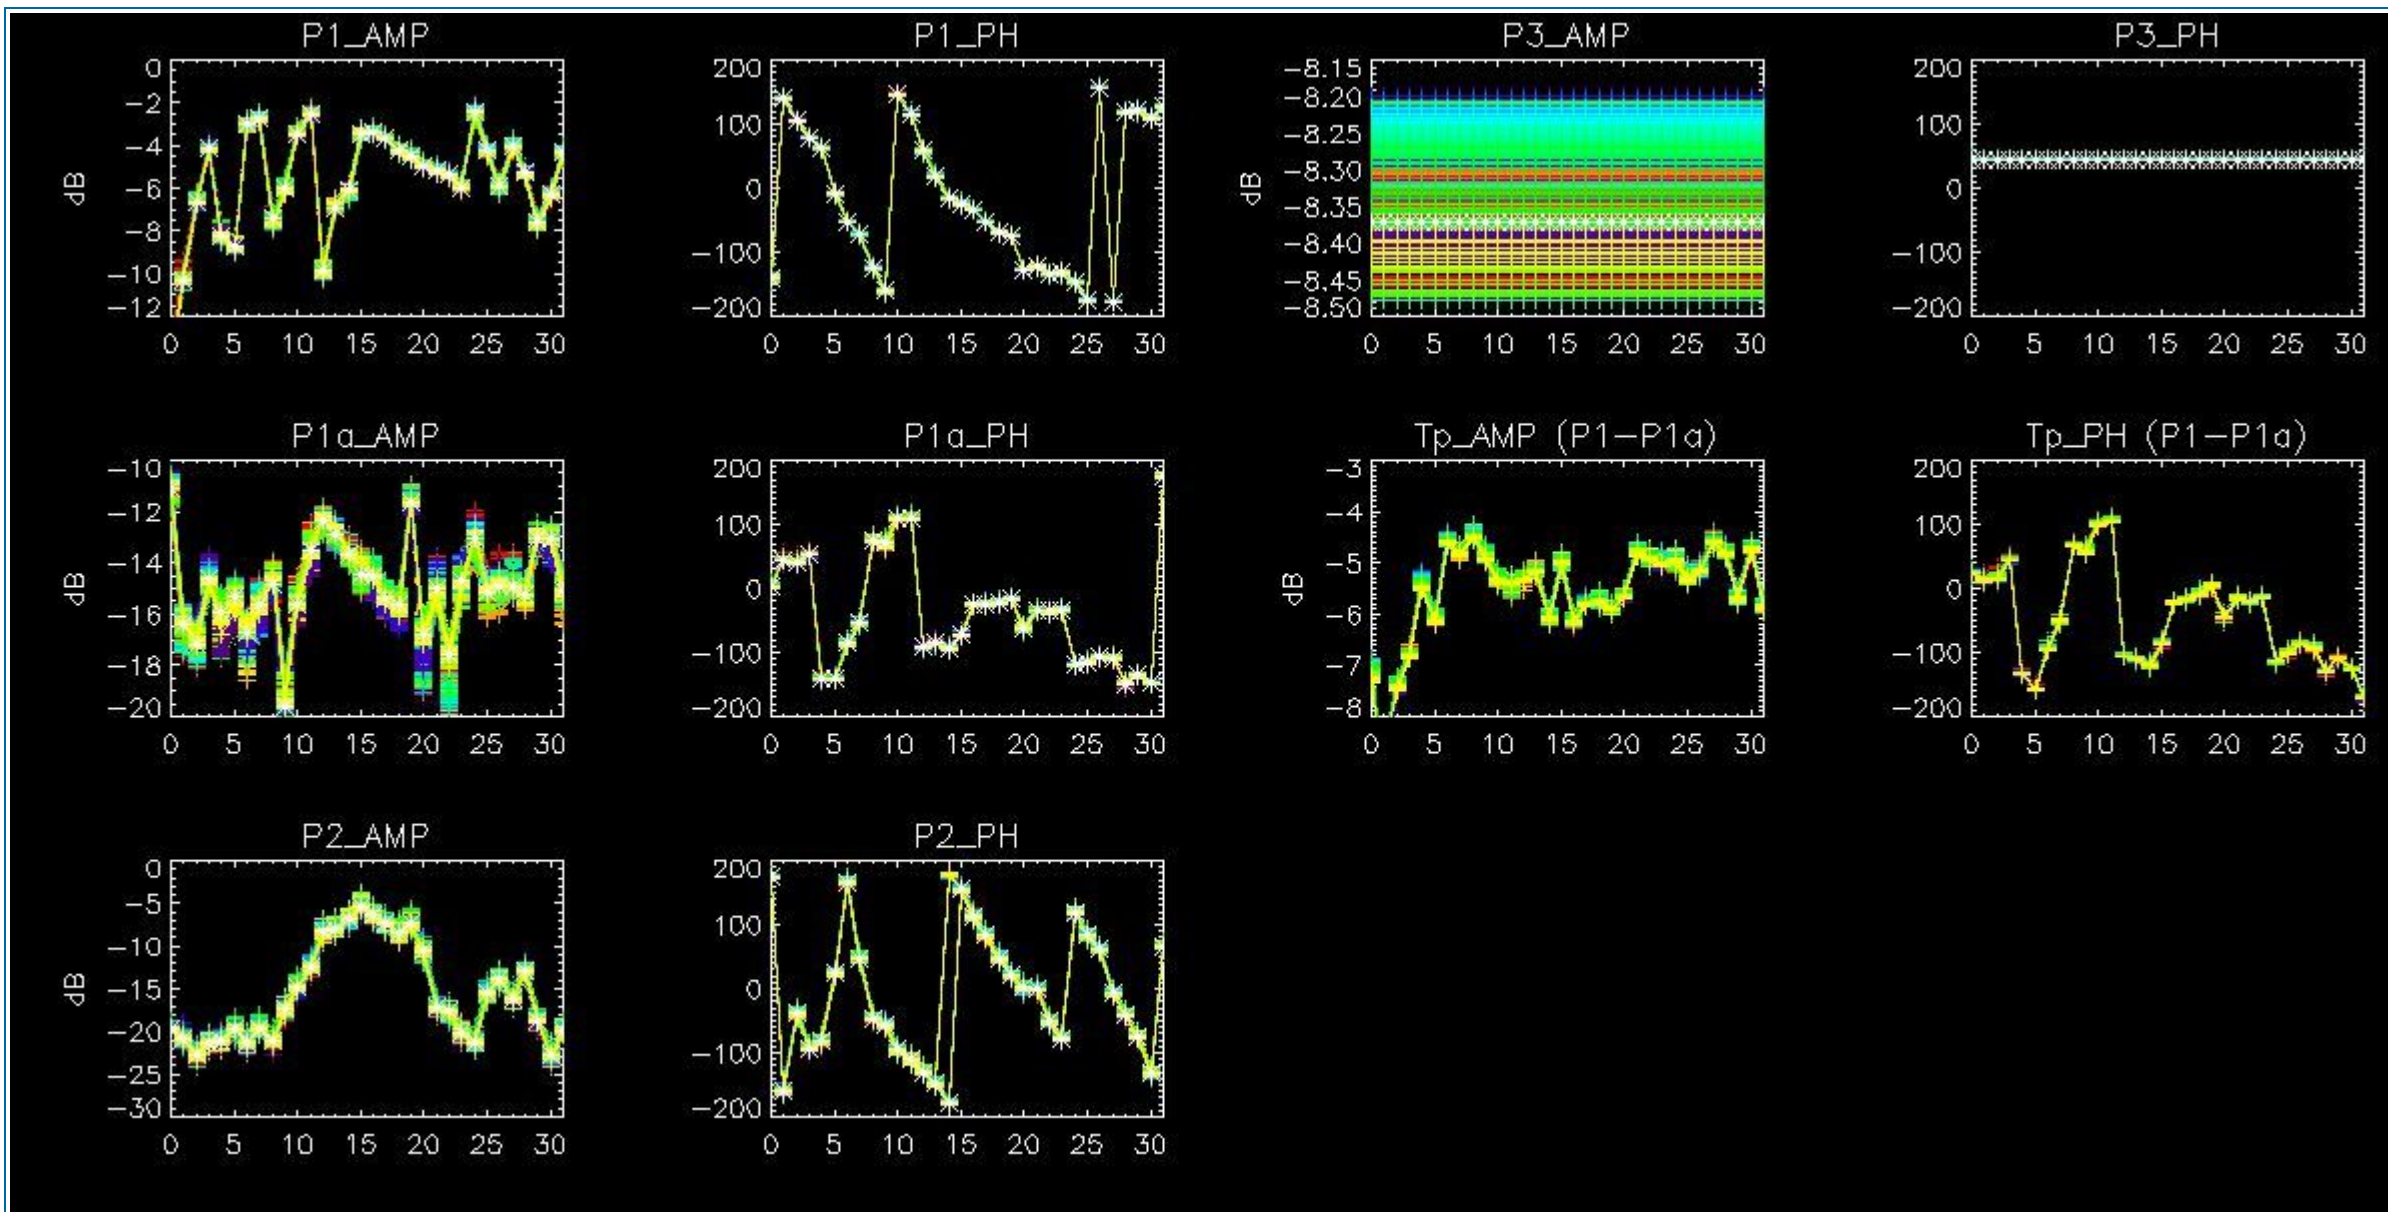 P1_AMP P1_PH P3_AMP P3_PH
0 200 -8.15 200
-2 100 -8.20 100
-4 0 -8.25 0
-6 -100 -8.30 -100
-8 -200 -8.35 -200
-10 -8.40
-12 -8.45
-8.50
dB dB
0 5 10 15 20 25 30 0 5 10 15 20 25 30 0 5 10 15 20 25 30 0 5 10 15 20 25 30
P1a_AMP P1a_PH Tp_AMP (P1-P1a) Tp_PH (P1-P1a)
-10 200 -3 200
-12 100 -4 100
-14 0 -5 0
-16 -100 -6 -100
-18 -200 -7 -200
-20 -8
dB dB
0 5 10 15 20 25 30 0 5 10 15 20 25 30 0 5 10 15 20 25 30 0 5 10 15 20 25 30
P2_AMP P2_PH
0 200
-5 100
-10 0
-15 -100
-20 -200
-25
-30
dB
0 5 10 15 20 25 30 0 5 10 15 20 25 30